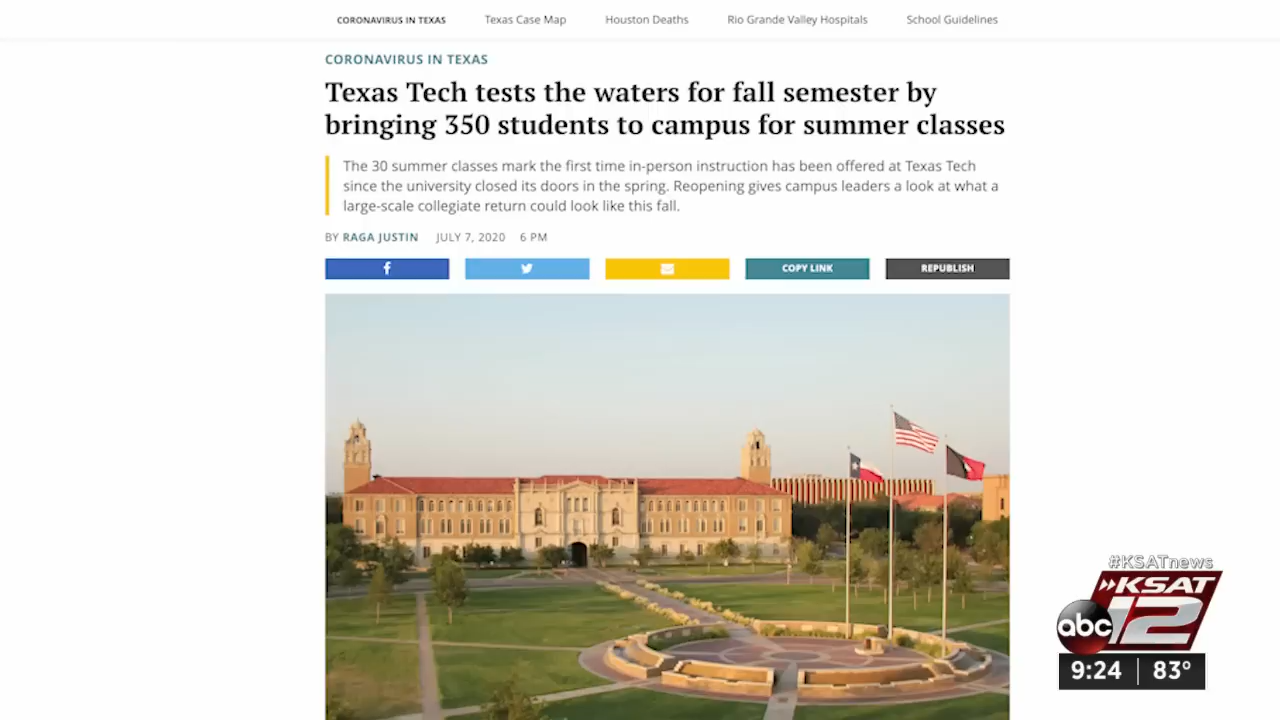 CORONAVIRUS IN TEXAS Texas Case Map Houston Deaths Rio Grande Valley Hospitals School Guidelines
CORONAVIRUS IN TEXAS
Texas Tech tests the waters for fall semester by
bringing 350 students to campus for summer classes
The 30 summer classes mark the first time in-person instruction has been offered at Texas Tech
since the university closed its doors in the spring. Reopening gives campus leaders a look at what a
large-scale collegiate return could look like this fall.
BY RAGA JUSTIN JULY 7, 2020 6 PM
COPY LINK REPUBLISH
#KSATnews
KSAT
abc 12
9:24 83°